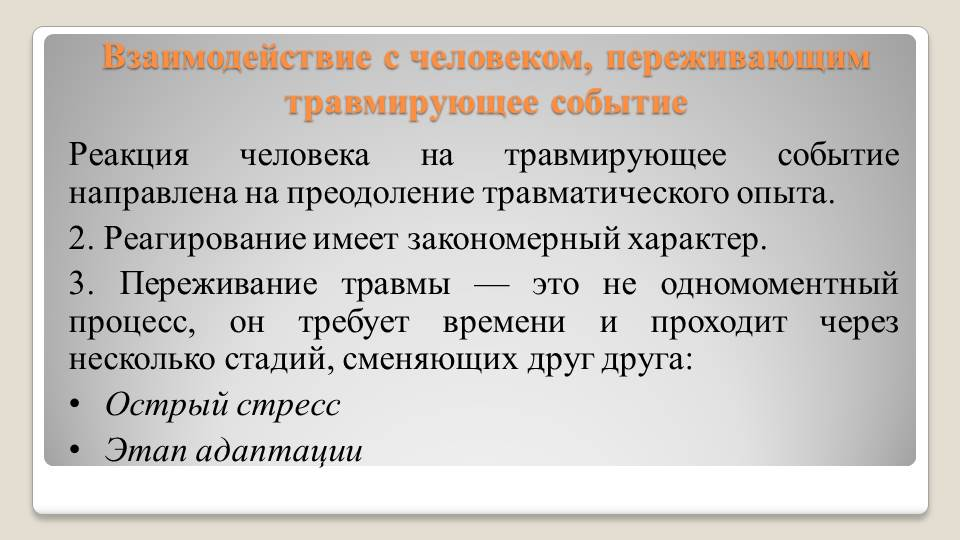 Взаимодействие с человеком, переживающим
травмирующее событие
Реакция человека на травмирующее событие
направлена на преодоление травматического опыта.
2. Реагирование имеет закономерный характер.
3. Переживание травмы — это не одномоментный
процесс, он требует времени и проходит через
несколько стадий, сменяющих друг друга:
• Острый стресс
• Этап адаптации